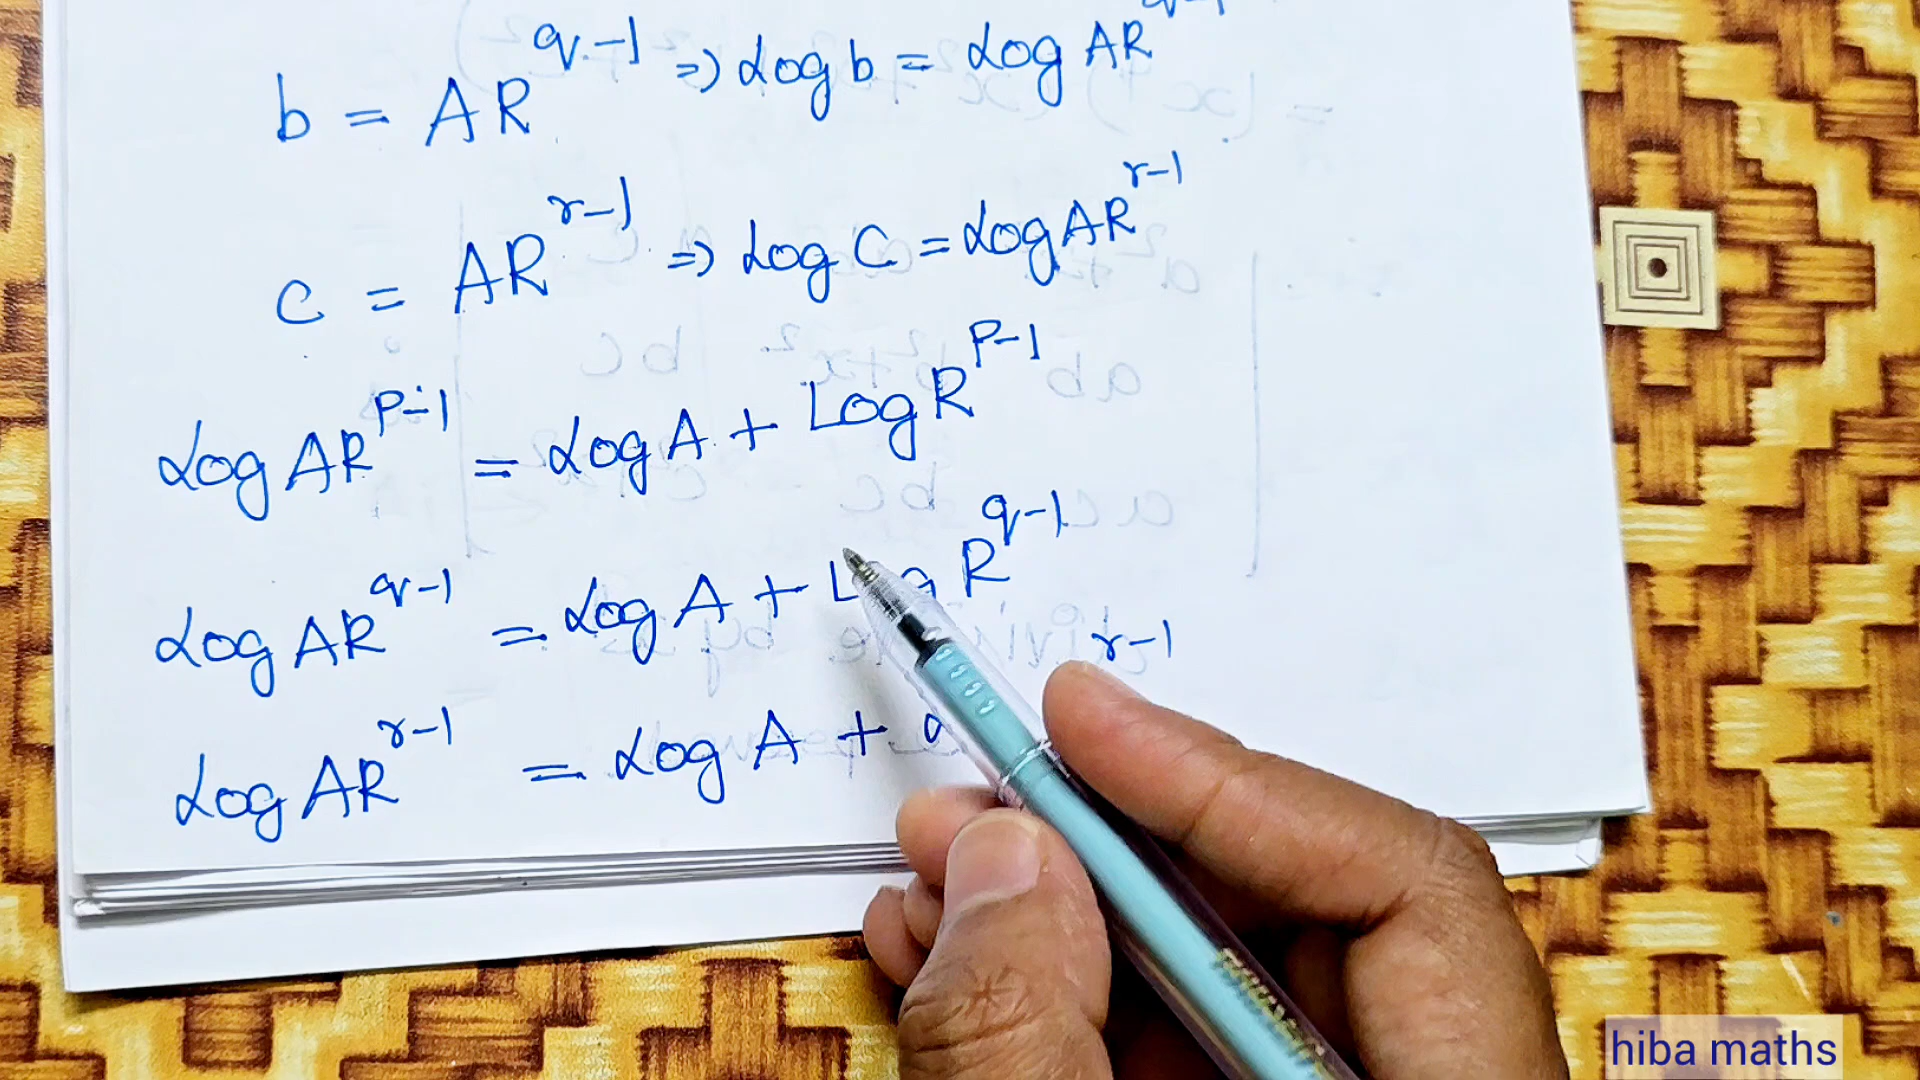 b = AR^(q-1) => Log b = Log AR^(q-1)
c = AR^(r-1) => Log C = Log AR^(r-1)
Log AR^(P-1) = Log A + Log R^(P-1)
Log AR^(q-1) = Log A + Log R^(q-1)
Log AR^(r-1) = Log A + r-1
hiba maths